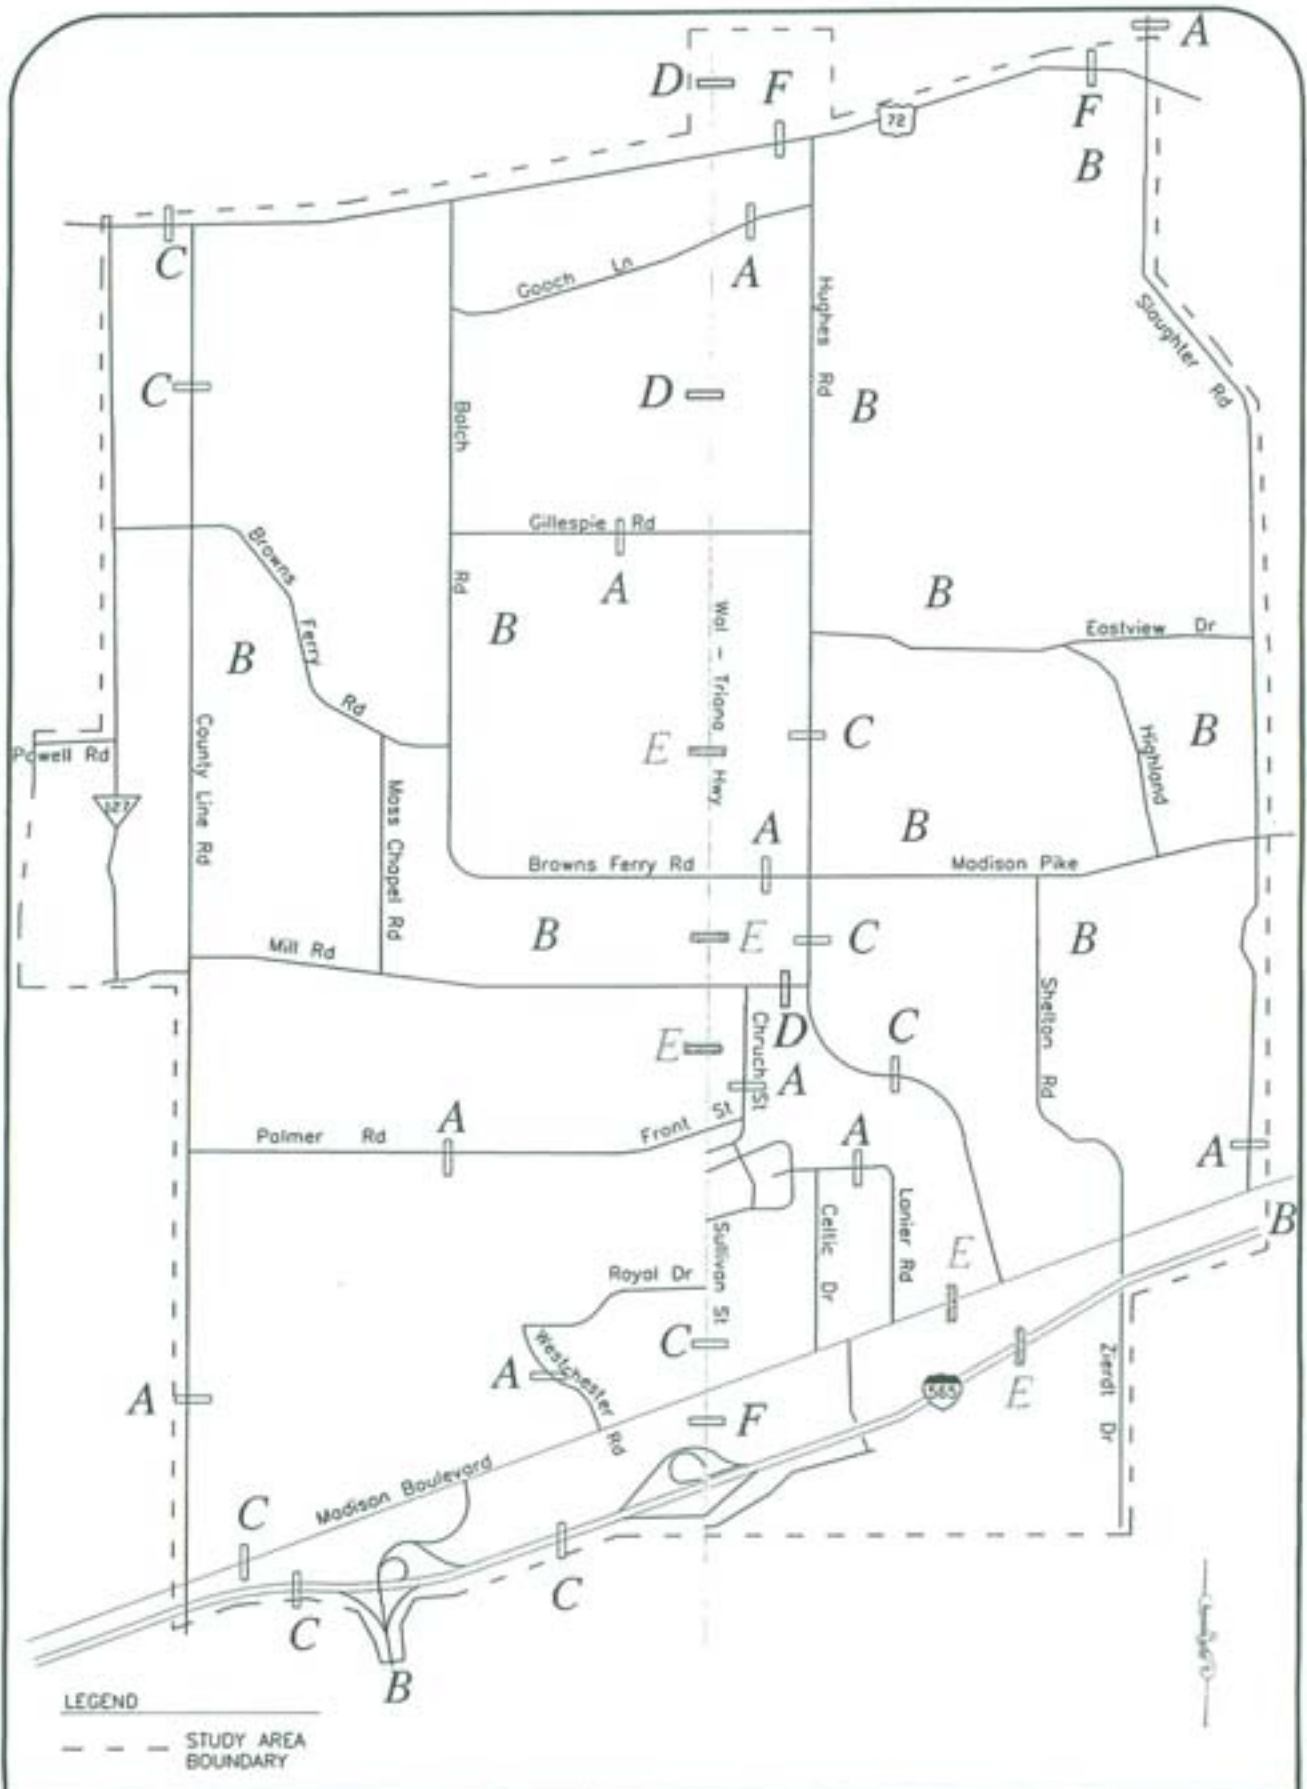 A
D
F
72
F
B
C
Gooch Ln
A
Hughes Rd
Slaughter Rd
C
D
B
Balch Rd
Gillespie Rd
A
Browns Ferry Rd
B
B
B
Eastview Dr
Wal - Triana Hwy
Powell Rd
County Line Rd
E
C
B
Highland
127
Moss Chapel Rd
A
B
Browns Ferry Rd
Madison Pike
Mill Rd
B
E
C
B
D
Shelton Rd
C
E
Chruch St
A
Palmer Rd
A
Front St
A
A
Lanier Rd
Celtic Dr
Sullivan St
B
E
Royal Dr
C
Westchester Rd
A
A
565
E
Zierdt Dr
F
Madison Boulevard
C
C
C
B
LEGEND
STUDY AREA
BOUNDARY